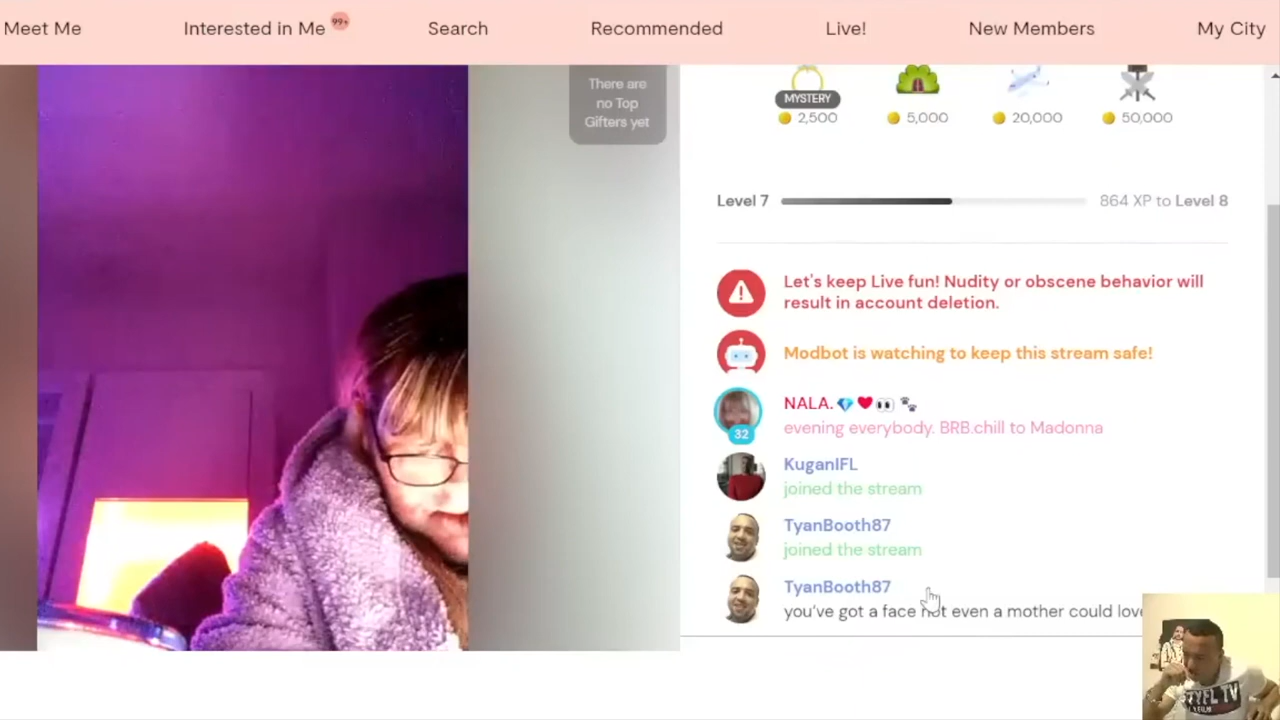 Meet Me
Interested in Me 99+
Search
Recommended
Live!
New Members
My City
There are
no Top
Gifters yet
MYSTERY
2,500
5,000
20,000
50,000
Level 7
864 XP to Level 8
Let's keep Live fun! Nudity or obscene behavior will
result in account deletion.
Modbot is watching to keep this stream safe!
NALA.💎❤️👀🐾
32
evening everybody. BRB.chill to Madonna
KuganIFL
joined the stream
TyanBooth87
joined the stream
TyanBooth87
you've got a face not even a mother could love
TV